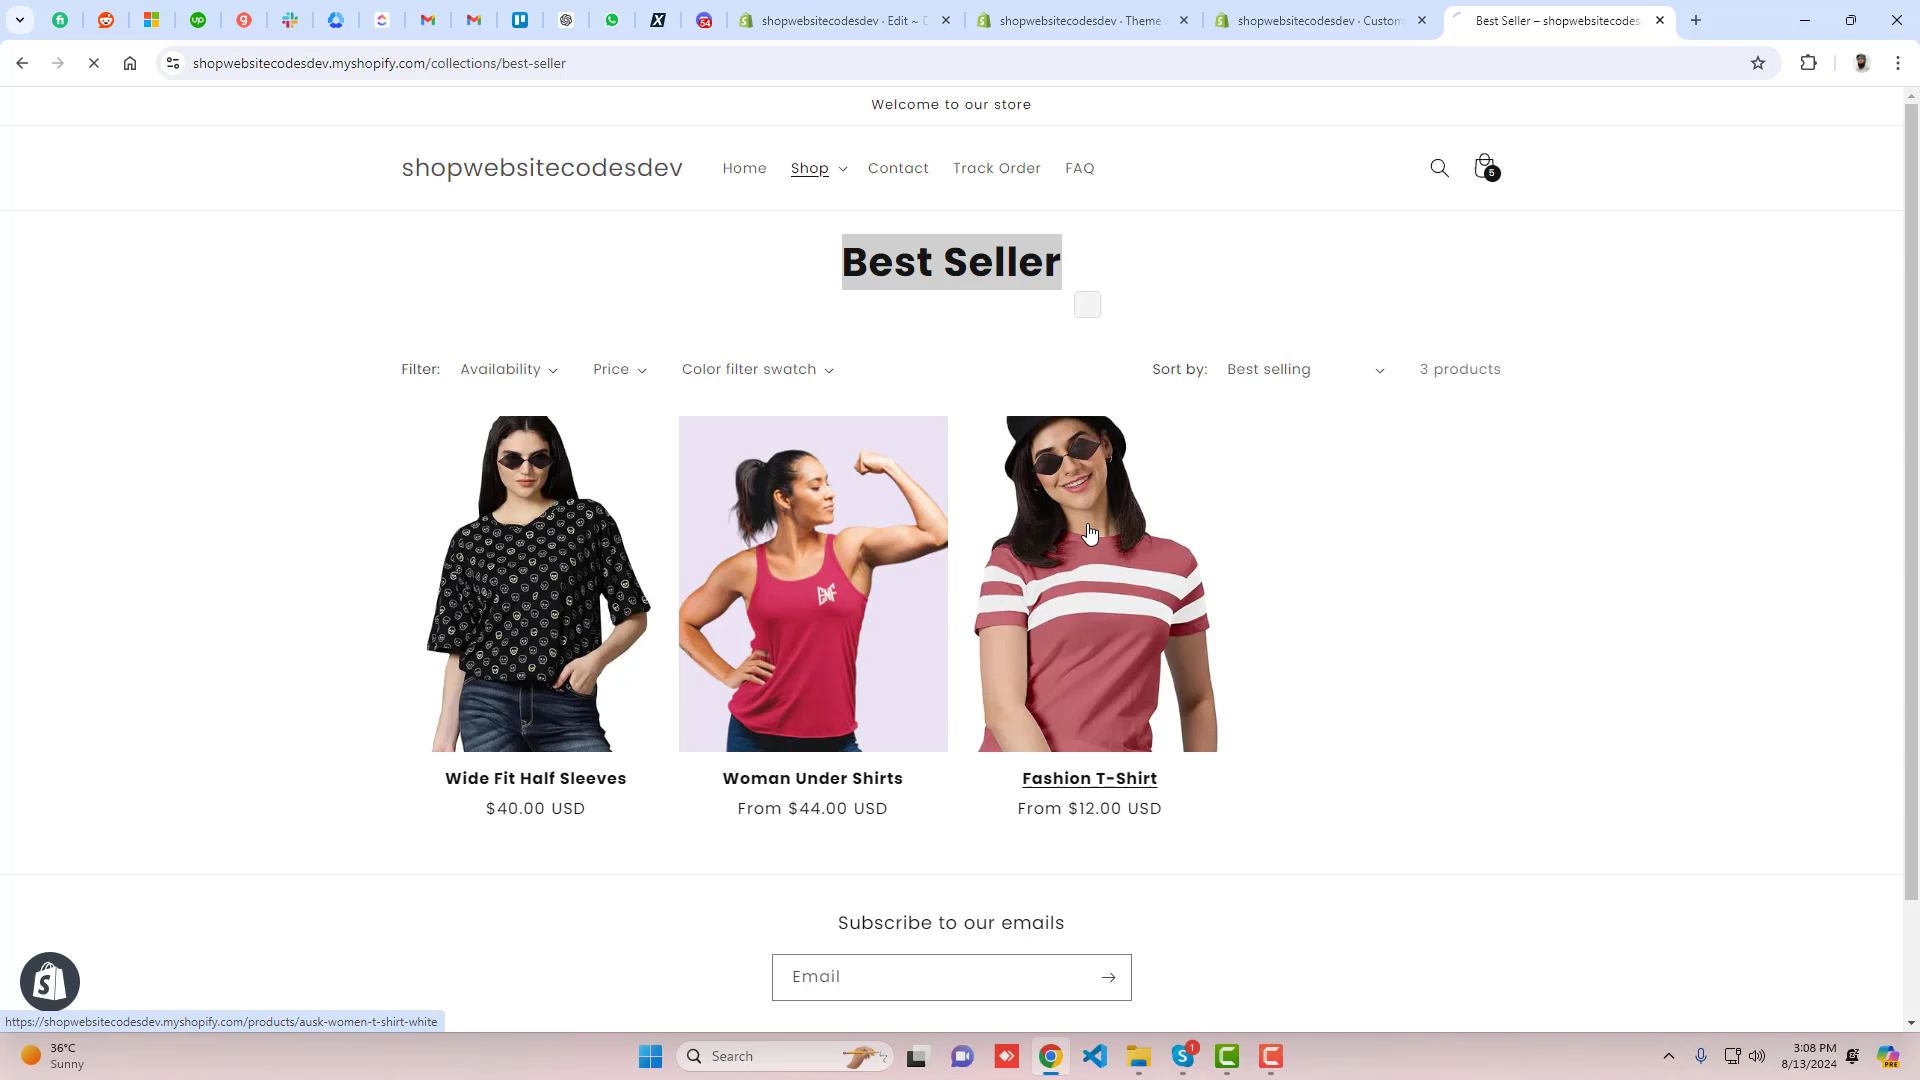 shopwebsitecodesdev · Edit ~ D
shopwebsitecodesdev · Theme
shopwebsitecodesdev · Custom
Best Seller – shopwebsitecodes
54
shopwebsitecodesdev.myshopify.com/collections/best-seller
Welcome to our store
shopwebsitecodesdev
Home
Shop
Contact
Track Order
FAQ
5
Best Seller
Filter:
Availability
Price
Color filter swatch
Sort by:
Best selling
3 products
Wide Fit Half Sleeves
Woman Under Shirts
Fashion T-Shirt
$40.00 USD
From $44.00 USD
From $12.00 USD
Subscribe to our emails
Email
https://shopwebsitecodesdev.myshopify.com/products/ausk-women-t-shirt-white
36°C
Sunny
Search
1
3:08 PM
8/13/2024
PRE